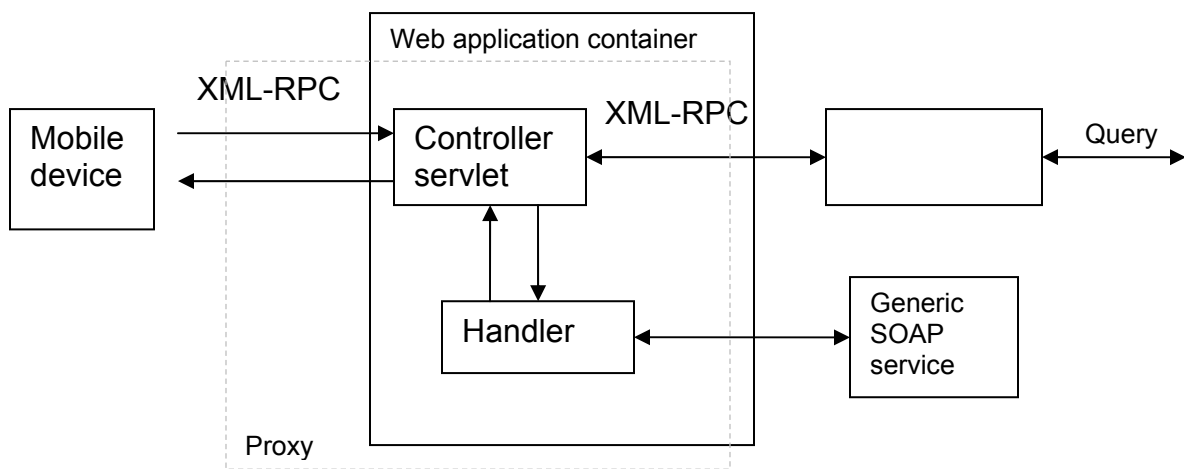 Web application container
XML-RPC
XML-RPC
Mobile
device
Controller
servlet
Query
Handler
Generic
SOAP
service
Proxy